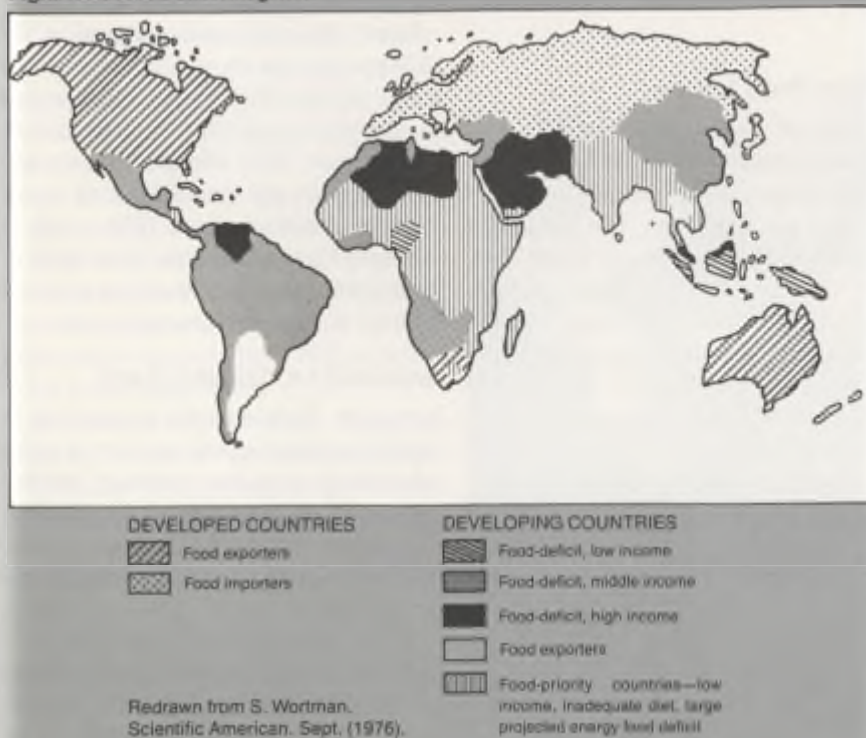 DEVELOPED COUNTRIES
Food exporters
Food importers
DEVELOPING COUNTRIES
Food-deficit, low income
Food-deficit, middle income
Food-deficit, high income
Food exporters
Food-priority countries—low
income, inadequate diet, large
projected energy food deficit
Redrawn from S. Wortman.
Scientific American. Sept. (1976).